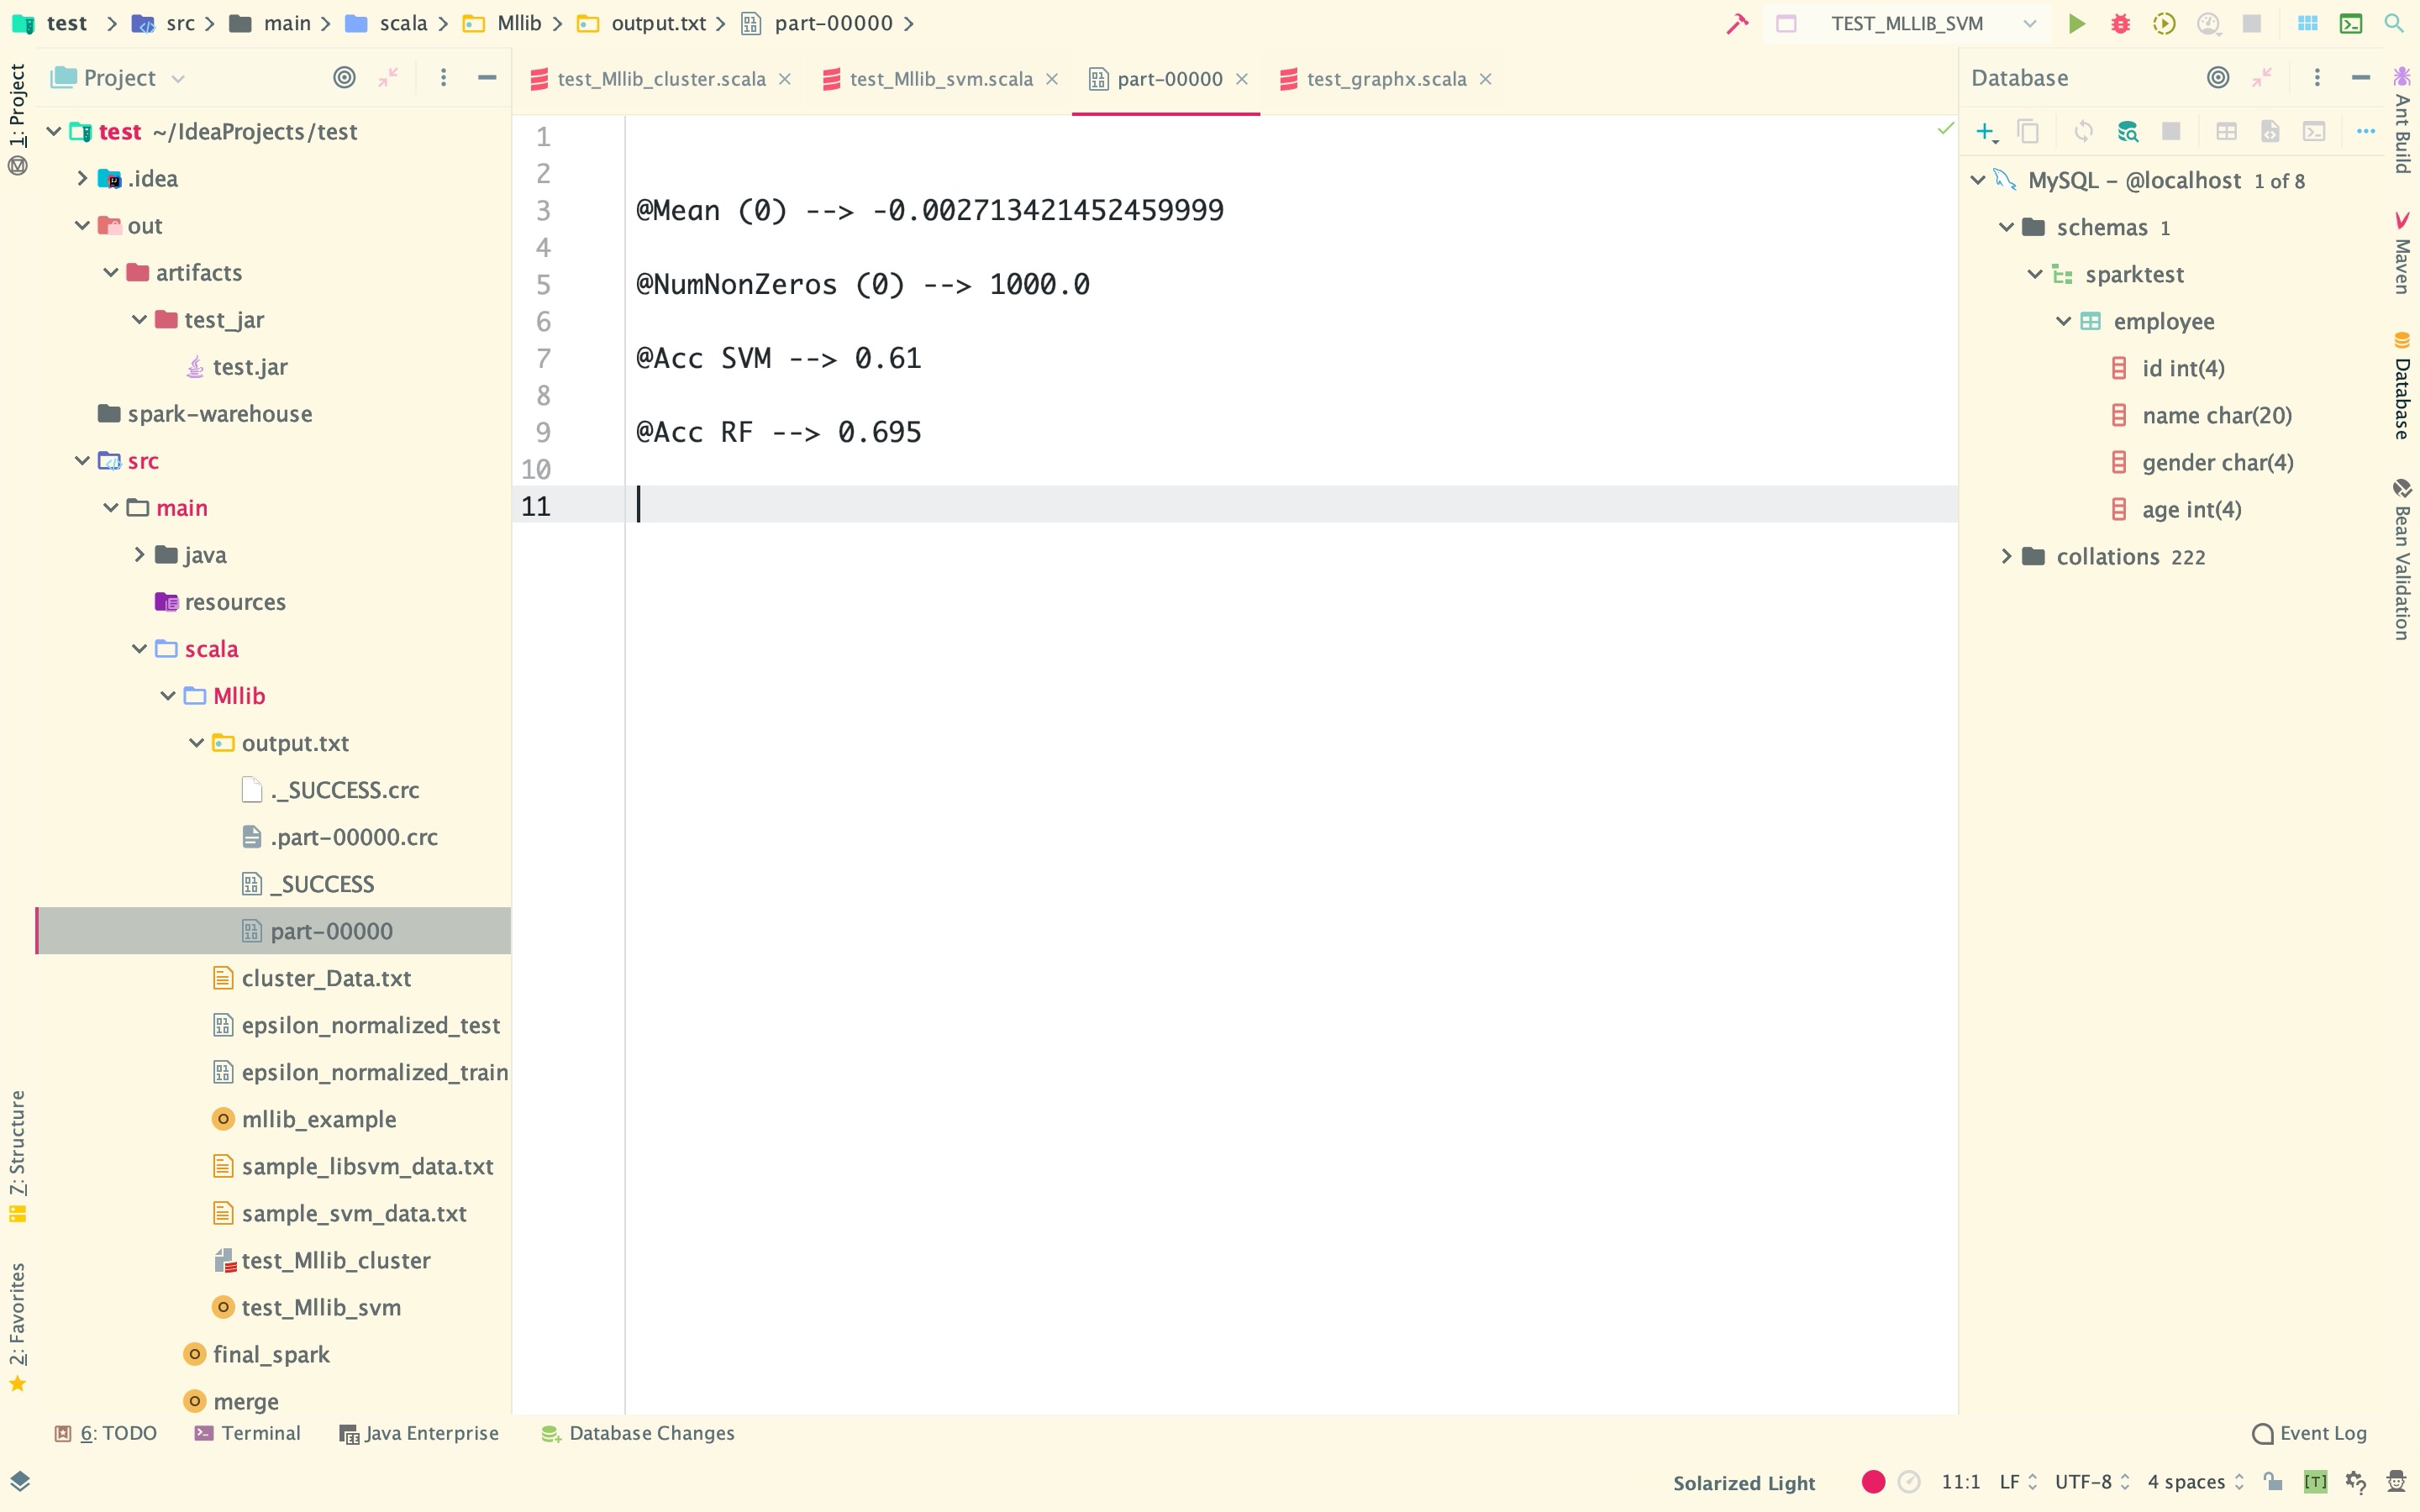 test src main scala Mllib output.txt part-00000 TEST_MLLIB_SVM
1: Project
Project
test ~/IdeaProjects/test
.idea
out
artifacts
test_jar
test.jar
spark-warehouse
src
main
java
resources
scala
Mllib
output.txt
._SUCCESS.crc
.part-00000.crc
_SUCCESS
part-00000
cluster_Data.txt
epsilon_normalized_test
epsilon_normalized_train
mllib_example
sample_libsvm_data.txt
sample_svm_data.txt
test_Mllib_cluster
test_Mllib_svm
final_spark
merge
7: Structure
2: Favorites
test_Mllib_cluster.scala test_Mllib_svm.scala part-00000 test_graphx.scala
1
2
3 @Mean (0) --> -0.002713421452459999
4
5 @NumNonZeros (0) --> 1000.0
6
7 @Acc SVM --> 0.61
8
9 @Acc RF --> 0.695
10
11
Database
MySQL - @localhost 1 of 8
schemas 1
sparktest
employee
id int(4)
name char(20)
gender char(4)
age int(4)
collations 222
Ant Build
Maven
Database
Bean Validation
6: TODO Terminal Java Enterprise Database Changes Event Log
Solarized Light 11:1 LF UTF-8 4 spaces [T]